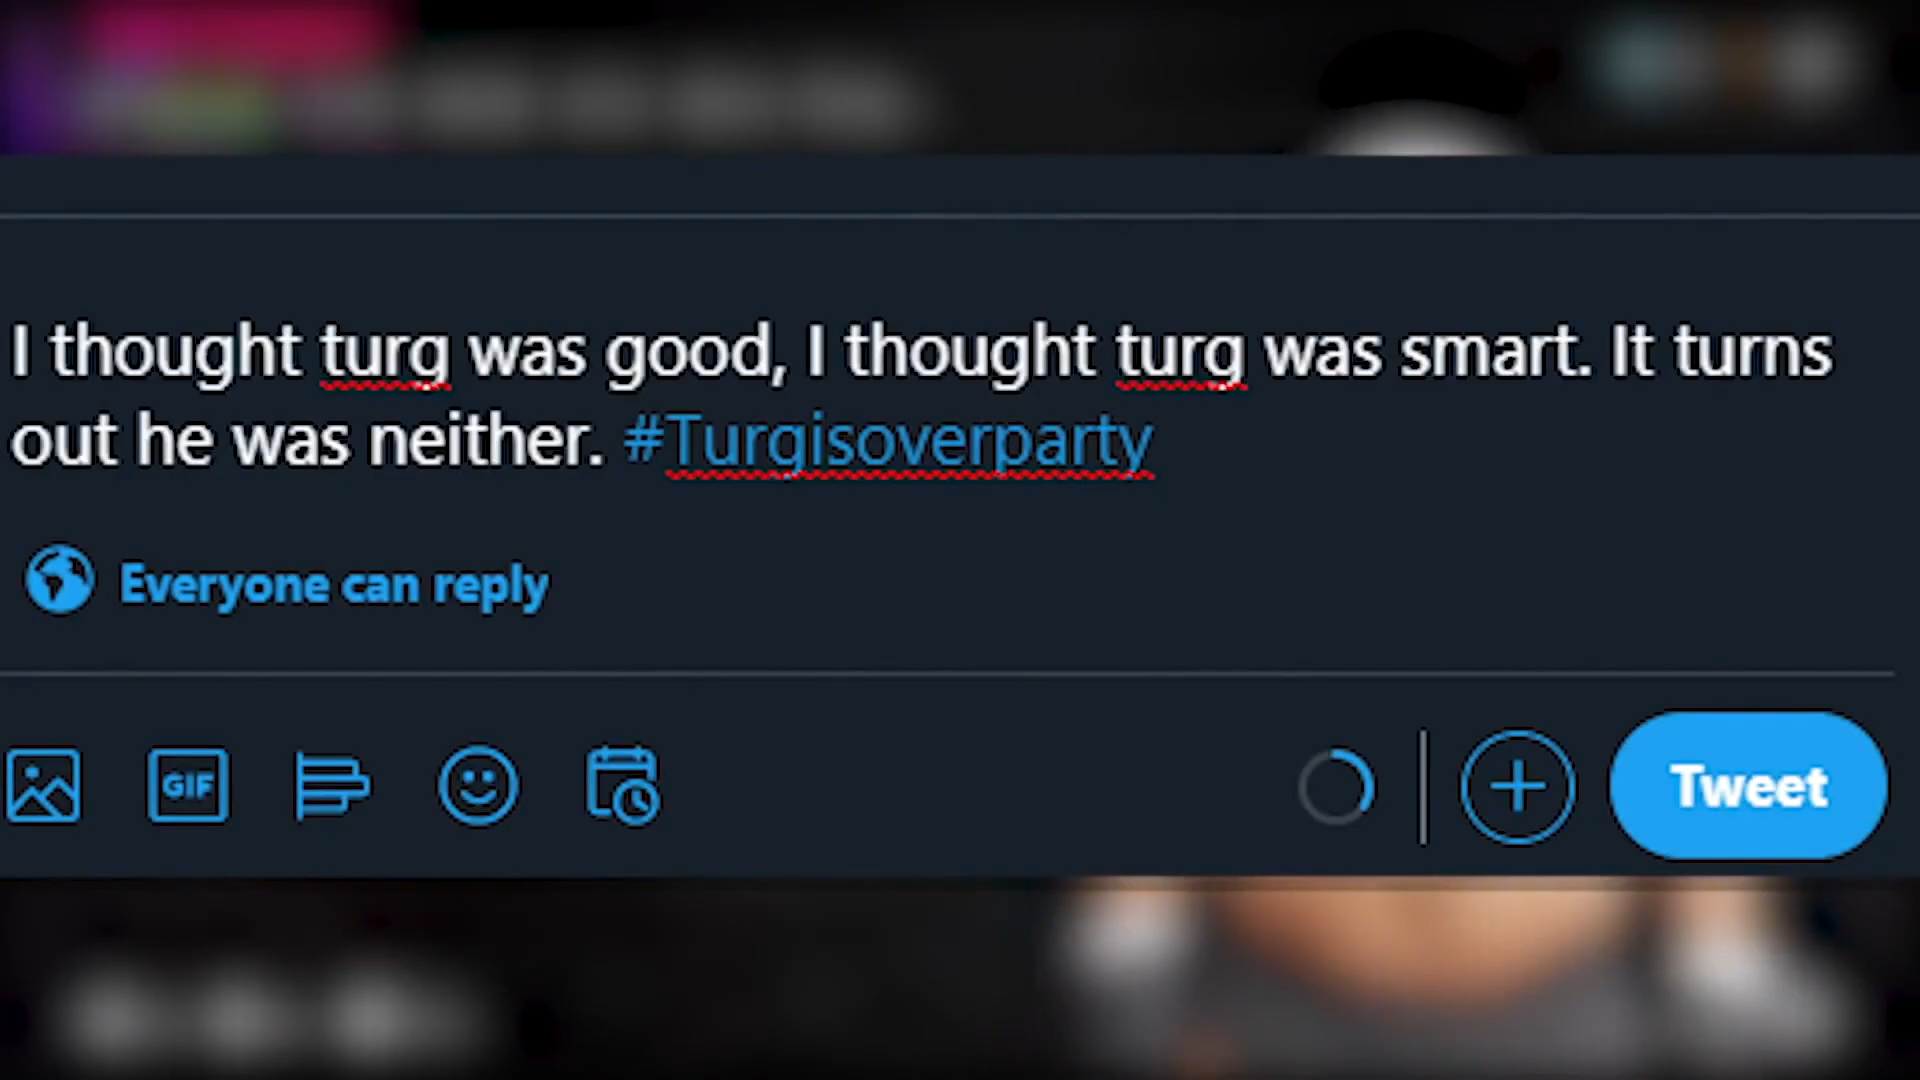 I thought turg was good, I thought turg was smart. It turns
out he was neither. #Turgisoverparty
Everyone can reply
GIF
Tweet